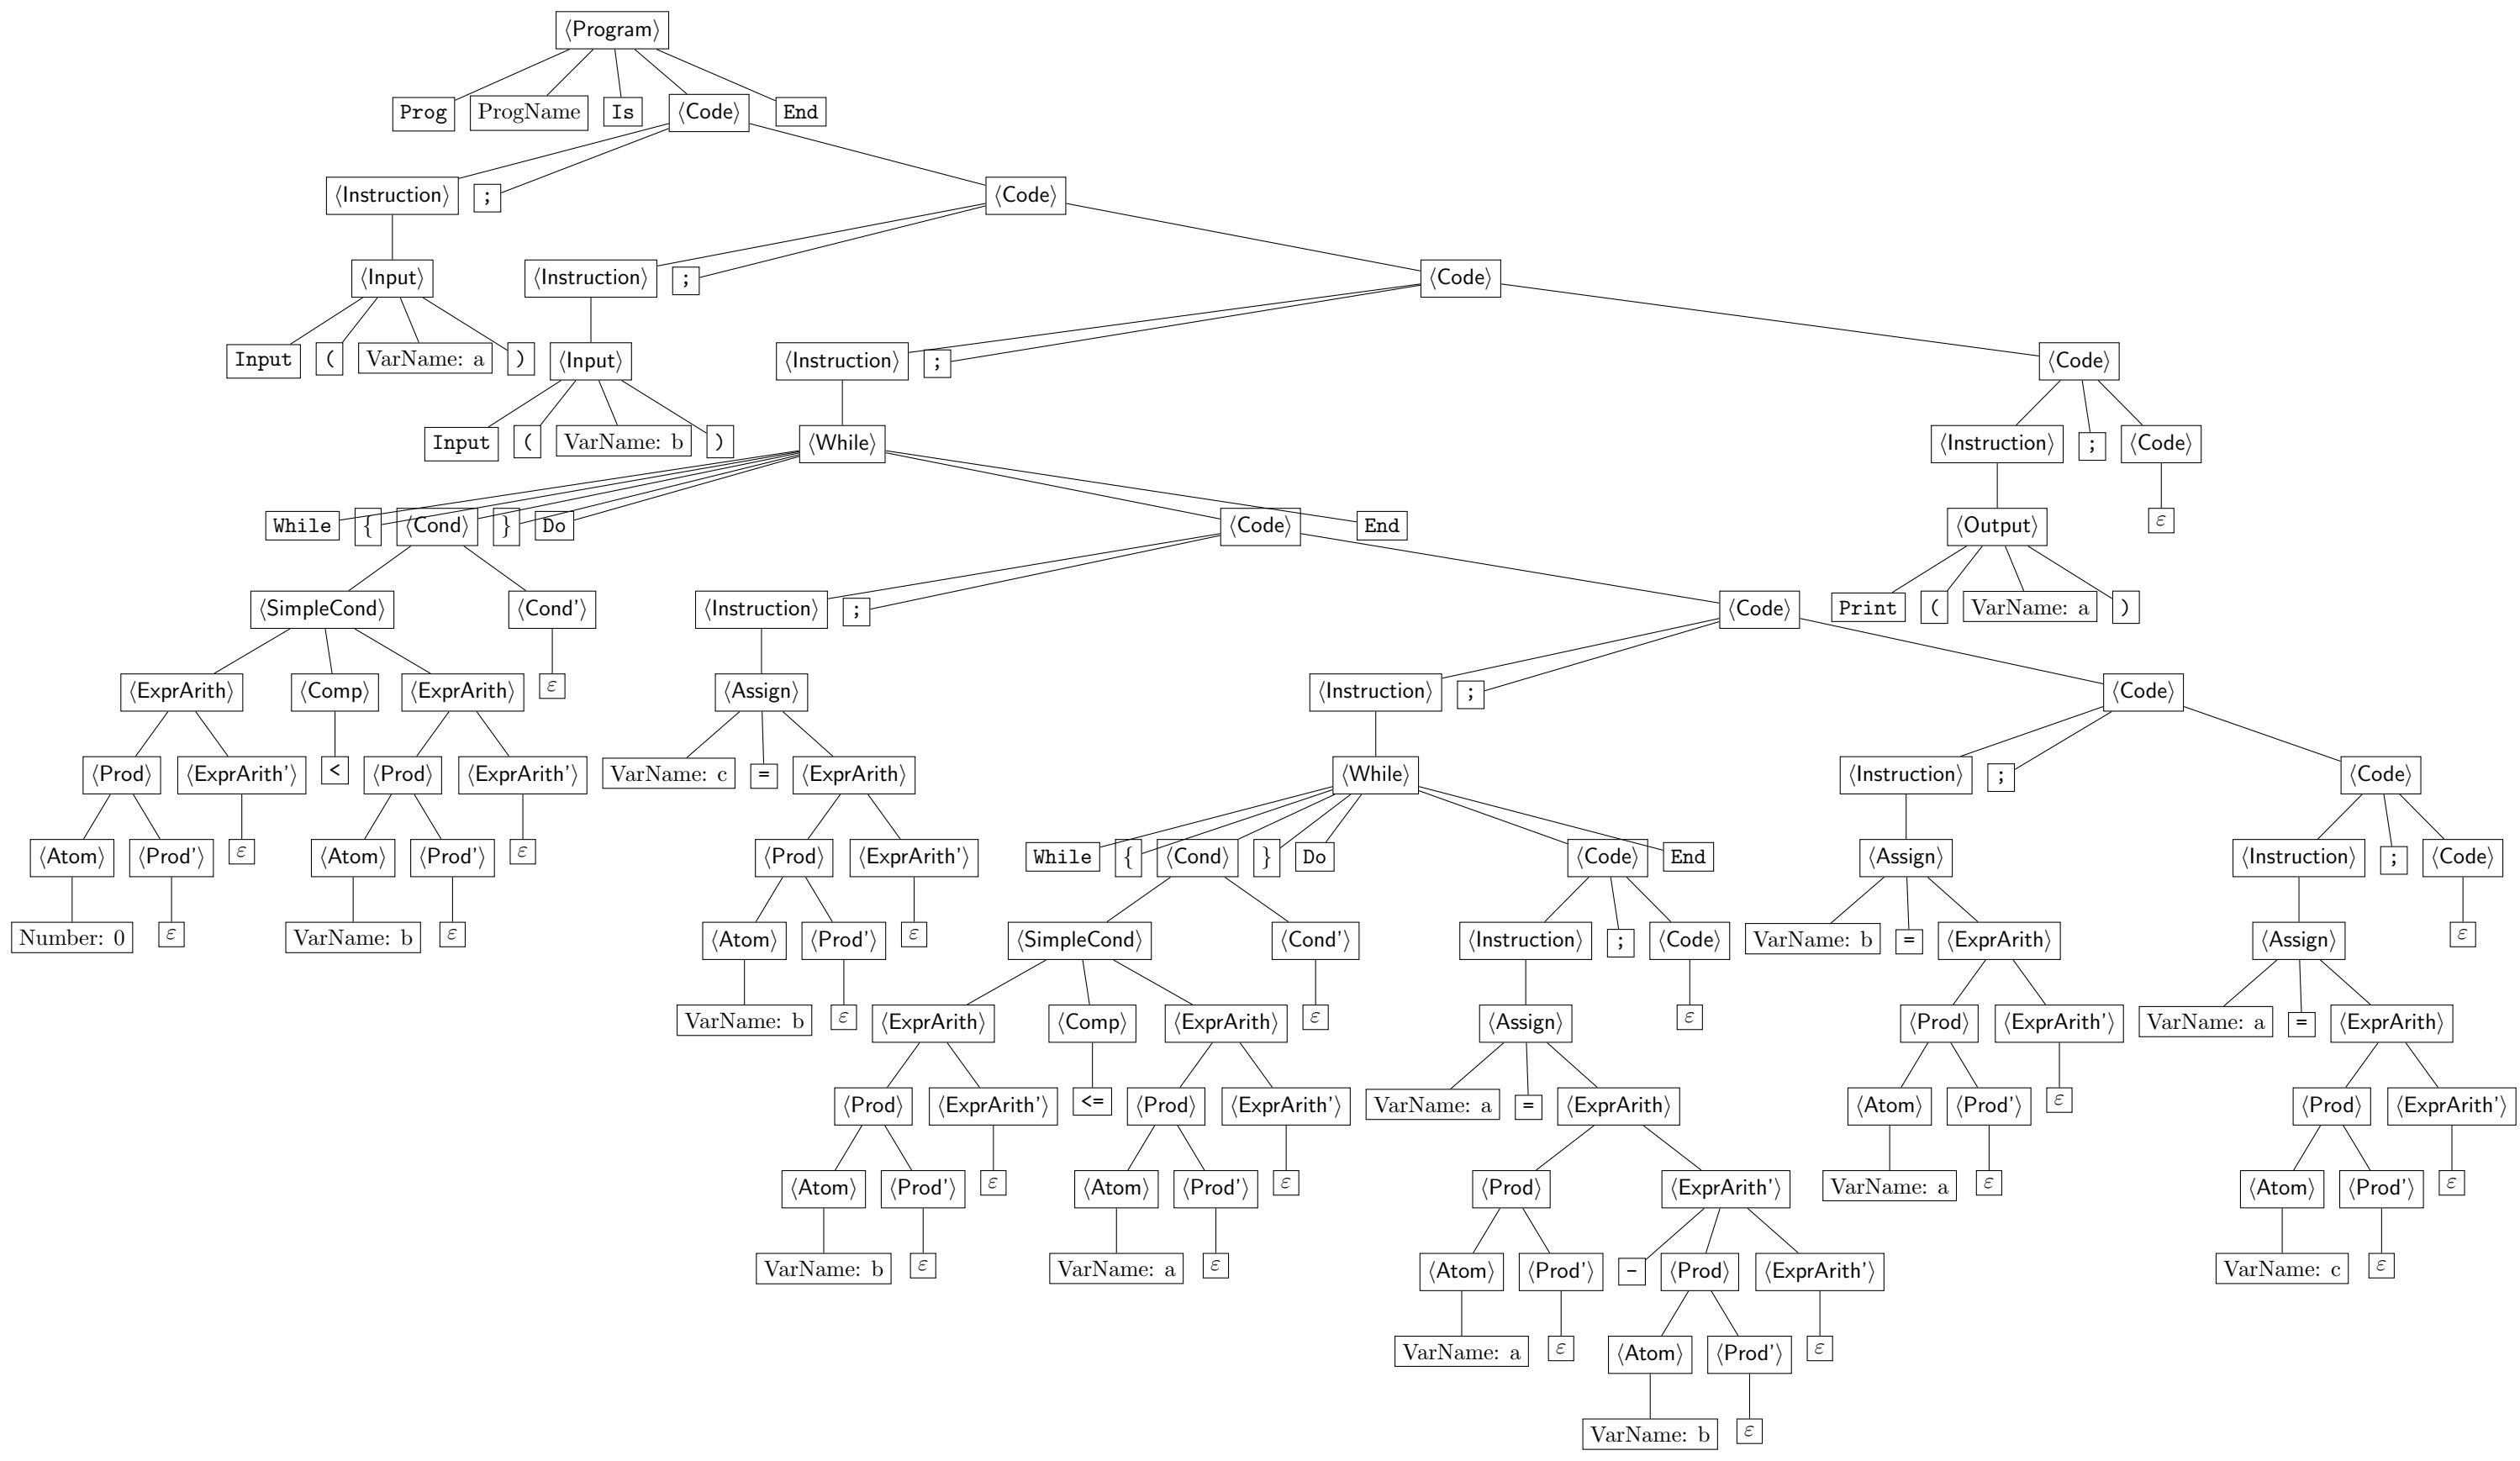 ⟨Program⟩
Prog ProgName Is ⟨Code⟩ End
⟨Instruction⟩ ; ⟨Code⟩
⟨Input⟩ ⟨Instruction⟩ ; ⟨Code⟩
Input ( VarName: a ) ⟨Input⟩ ⟨Instruction⟩ ; ⟨Code⟩
Input ( VarName: b ) ⟨While⟩ ⟨Instruction⟩ ; ⟨Code⟩
While { ⟨Cond⟩ } Do ⟨Code⟩ End ⟨Output⟩ ε
⟨SimpleCond⟩ ⟨Cond'⟩ ⟨Instruction⟩ ; ⟨Code⟩ Print ( VarName: a )
⟨ExprArith⟩ ⟨Comp⟩ ⟨ExprArith⟩ ε ⟨Assign⟩ ⟨Instruction⟩ ; ⟨Code⟩
⟨Prod⟩ ⟨ExprArith'⟩ < ⟨Prod⟩ ⟨ExprArith'⟩ VarName: c = ⟨ExprArith⟩ ⟨While⟩ ⟨Instruction⟩ ; ⟨Code⟩
⟨Atom⟩ ⟨Prod'⟩ ε ⟨Atom⟩ ⟨Prod'⟩ ε ⟨Prod⟩ ⟨ExprArith'⟩ While { ⟨Cond⟩ } Do ⟨Code⟩ End ⟨Assign⟩ ⟨Instruction⟩ ; ⟨Code⟩
Number: 0 ε VarName: b ε ⟨Atom⟩ ⟨Prod'⟩ ε ⟨SimpleCond⟩ ⟨Cond'⟩ ⟨Instruction⟩ ; ⟨Code⟩ VarName: b = ⟨ExprArith⟩ ⟨Assign⟩ ε
VarName: b ε ⟨ExprArith⟩ ⟨Comp⟩ ⟨ExprArith⟩ ε ⟨Assign⟩ ε ⟨Prod⟩ ⟨ExprArith'⟩ VarName: a = ⟨ExprArith⟩
⟨Prod⟩ ⟨ExprArith'⟩ <= ⟨Prod⟩ ⟨ExprArith'⟩ VarName: a = ⟨ExprArith⟩ ⟨Atom⟩ ⟨Prod'⟩ ε ⟨Prod⟩ ⟨ExprArith'⟩
⟨Atom⟩ ⟨Prod'⟩ ε ⟨Atom⟩ ⟨Prod'⟩ ε ⟨Prod⟩ ⟨ExprArith'⟩ VarName: a ε ⟨Atom⟩ ⟨Prod'⟩ ε
VarName: b ε VarName: a ε ⟨Atom⟩ ⟨Prod'⟩ - ⟨Prod⟩ ⟨ExprArith'⟩ VarName: c ε
VarName: a ε ⟨Atom⟩ ⟨Prod'⟩ ε
VarName: b ε